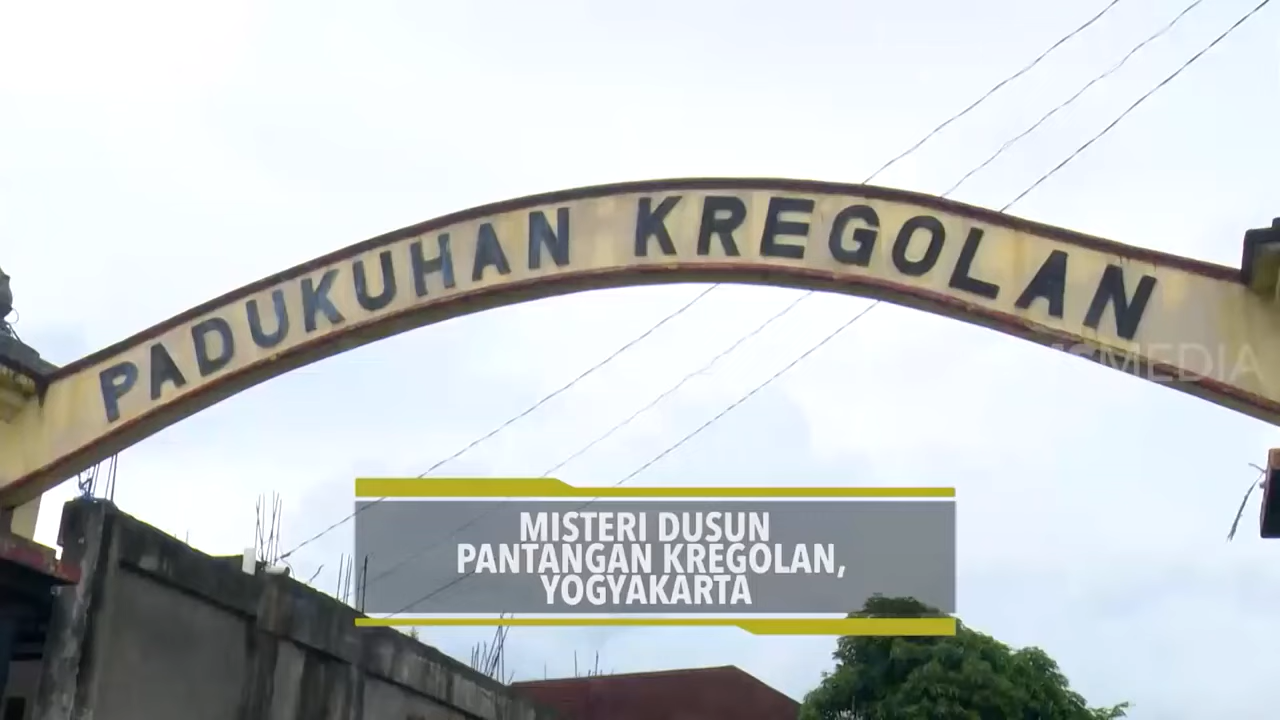 PADUKUHAN KREGOLAN
MISTERI DUSUN
PANTANGAN KREGOLAN,
YOGYAKARTA